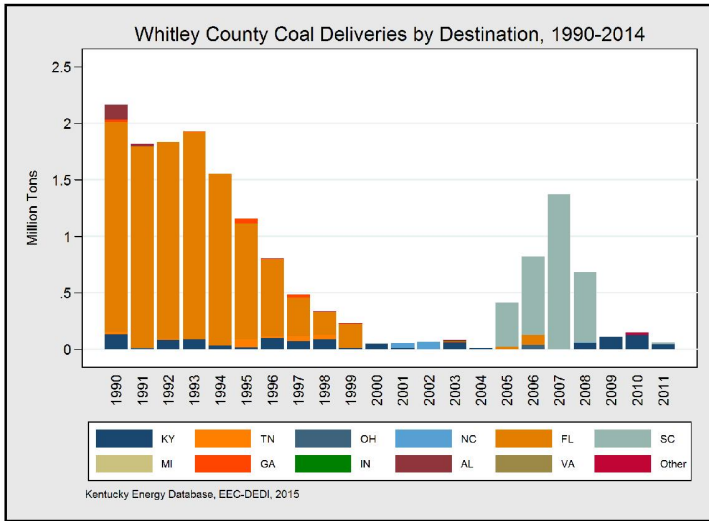 Whitley County Coal Deliveries by Destination, 1990-2014
Million Tons
2.5
2
1.5
1
.5
0
1990 1991 1992 1993 1994 1995 1996 1997 1998 1999 2000 2001 2002 2003 2004 2005 2006 2007 2008 2009 2010 2011
KY TN OH NC FL SC
MI GA IN AL VA Other
Kentucky Energy Database, EEC-DEDI, 2015